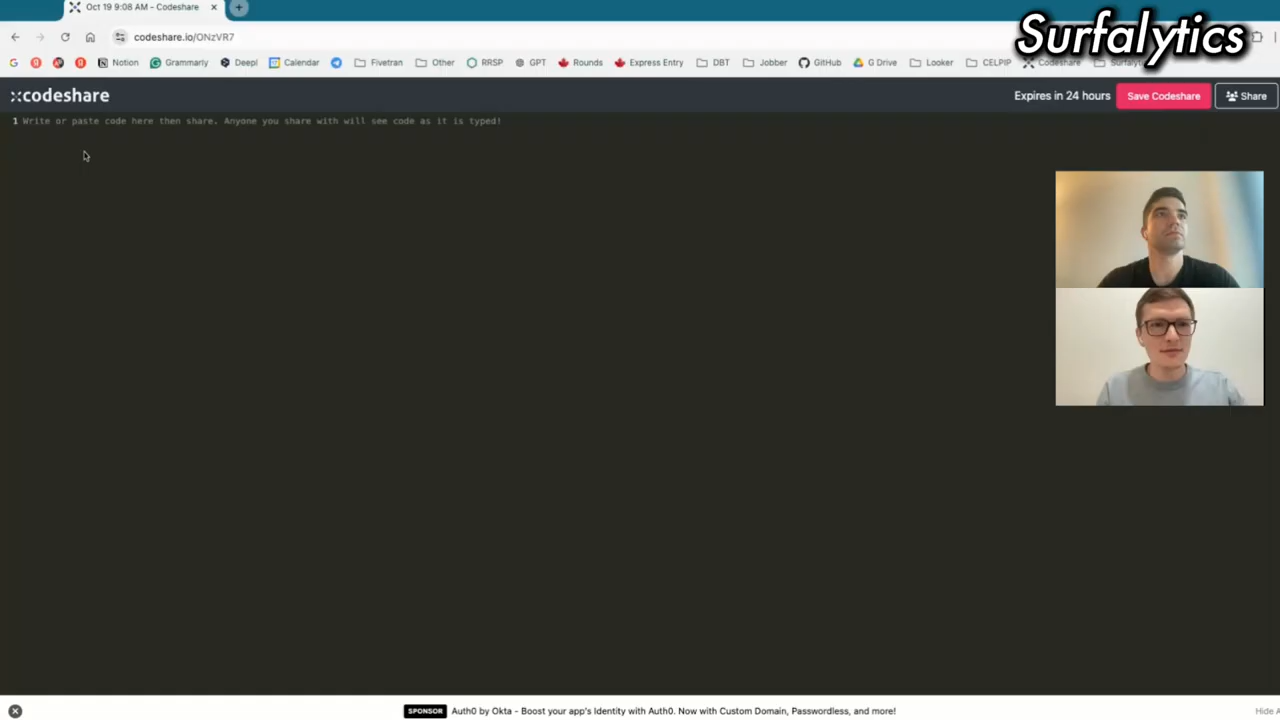 Oct 19 9:08 AM - Codeshare
Surfalytics
codeshare.io/ONzVR7
Notion Grammarly Deepl Calendar Fivetran Other RRSP GPT Rounds Express Entry DBT Jobber GitHub G Drive Looker CELPIP Codeshare
codeshare
Expires in 24 hours
Save Codeshare
Share
1 Write or paste code here then share. Anyone you share with will see code as it is typed!
SPONSOR Auth0 by Okta - Boost your app's Identity with Auth0. Now with Custom Domain, Passwordless, and more!
Hide